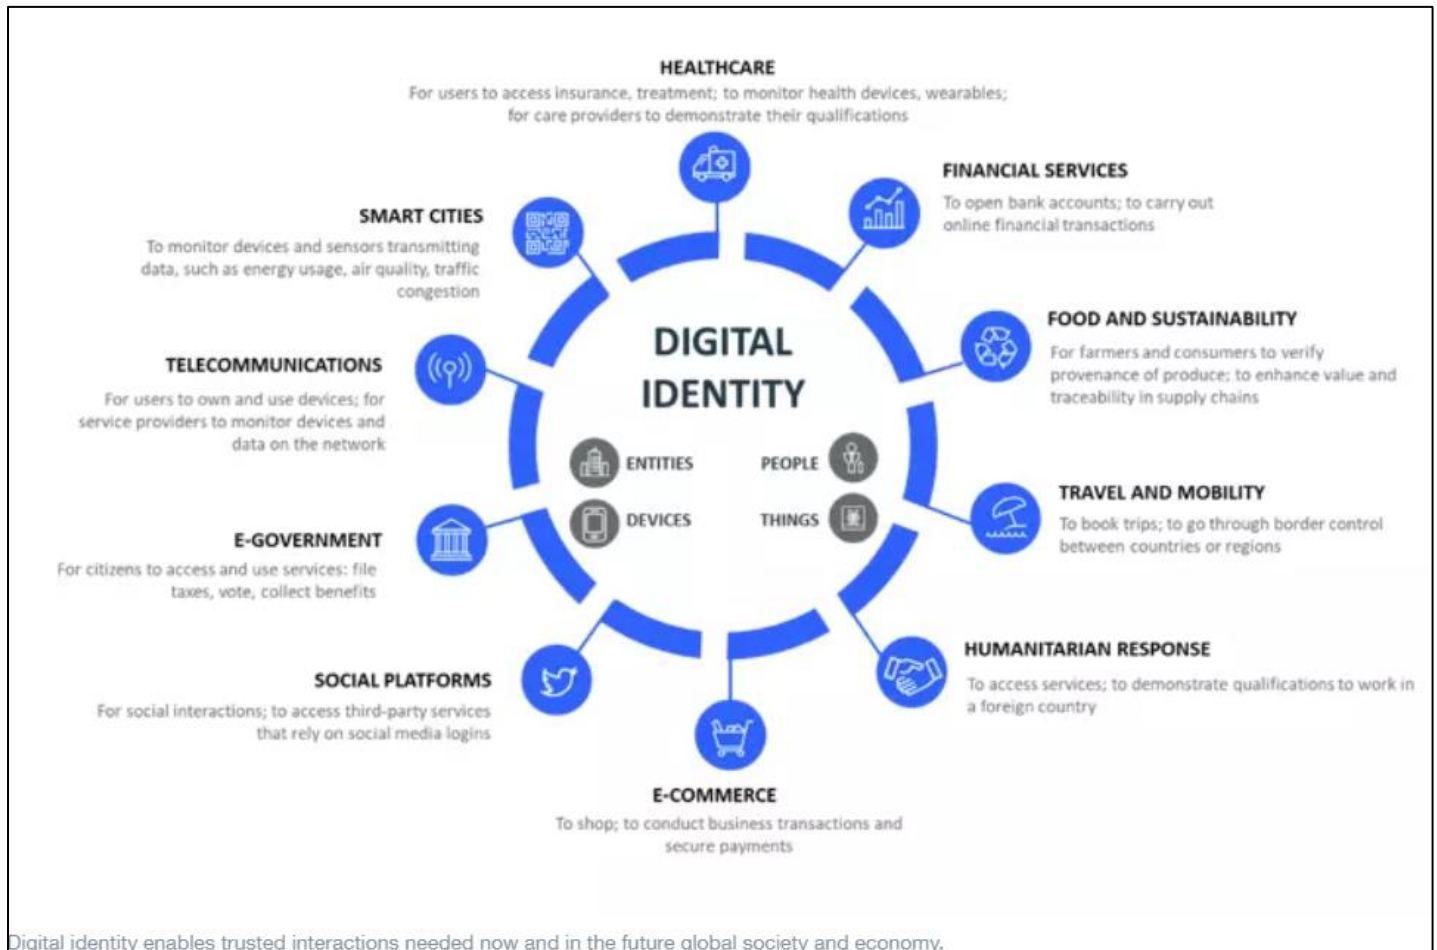 HEALTHCARE
For users to access insurance, treatment; to monitor health devices, wearables;
for care providers to demonstrate their qualifications
FINANCIAL SERVICES
To open bank accounts; to carry out
online financial transactions
FOOD AND SUSTAINABILITY
For farmers and consumers to verify
provenance of produce; to enhance value and
traceability in supply chains
TRAVEL AND MOBILITY
To book trips; to go through border control
between countries or regions
HUMANITARIAN RESPONSE
To access services; to demonstrate qualifications to work in
a foreign country
E-COMMERCE
To shop; to conduct business transactions and
secure payments
SOCIAL PLATFORMS
For social interactions; to access third-party services
that rely on social media logins
E-GOVERNMENT
For citizens to access and use services: file
taxes, vote, collect benefits
TELECOMMUNICATIONS
For users to own and use devices; for
service providers to monitor devices and
data on the network
SMART CITIES
To monitor devices and sensors transmitting
data, such as energy usage, air quality, traffic
congestion
DIGITAL
IDENTITY
ENTITIES
PEOPLE
DEVICES
THINGS
Digital identity enables trusted interactions needed now and in the future global society and economy.